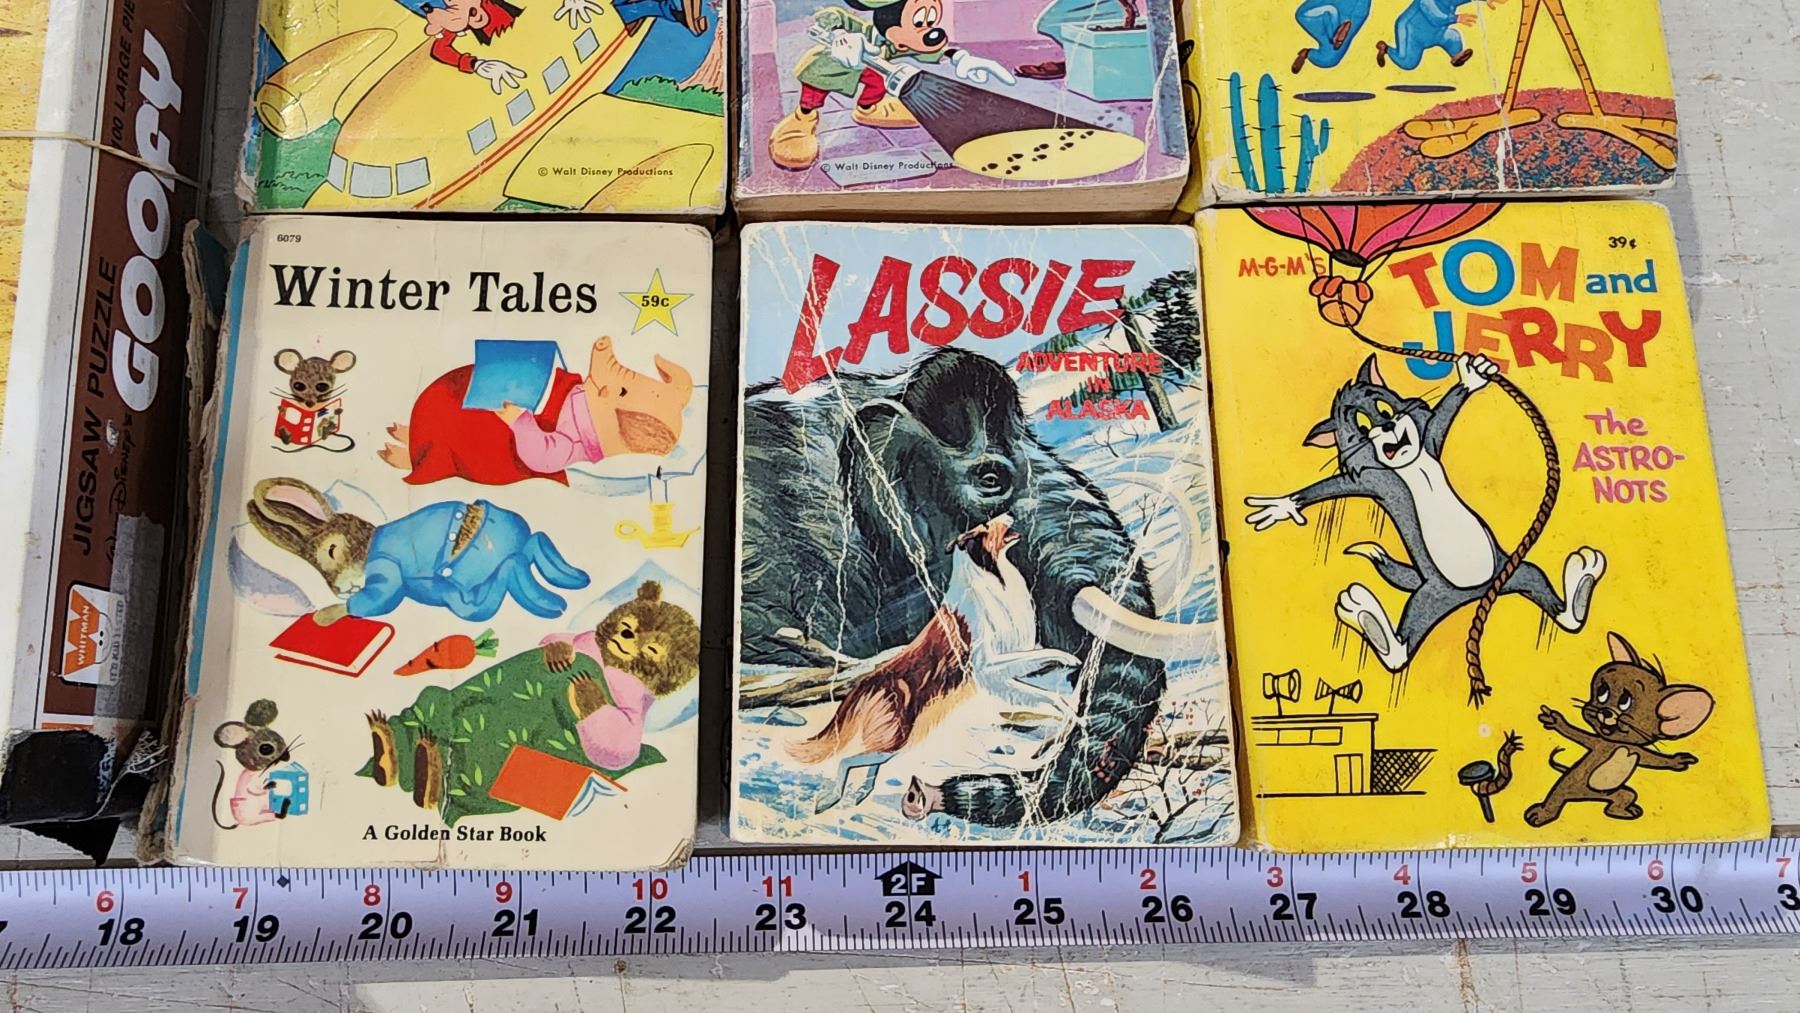 100 LARGE PIE
GOOFY
JIGSAW PUZZLE
Disney's
WHITMAN
© Walt Disney Productions
© Walt Disney Productions
6079
Winter Tales
59c
A Golden Star Book
LASSIE
ADVENTURE
IN
ALASKA
39¢
M-G-M'S
TOM and
JERRY
The
ASTRO-
NOTS
6 7 8 9 10 11 2F 1 2 3 4 5 6 7
18 19 20 21 22 23 24 25 26 27 28 29 30